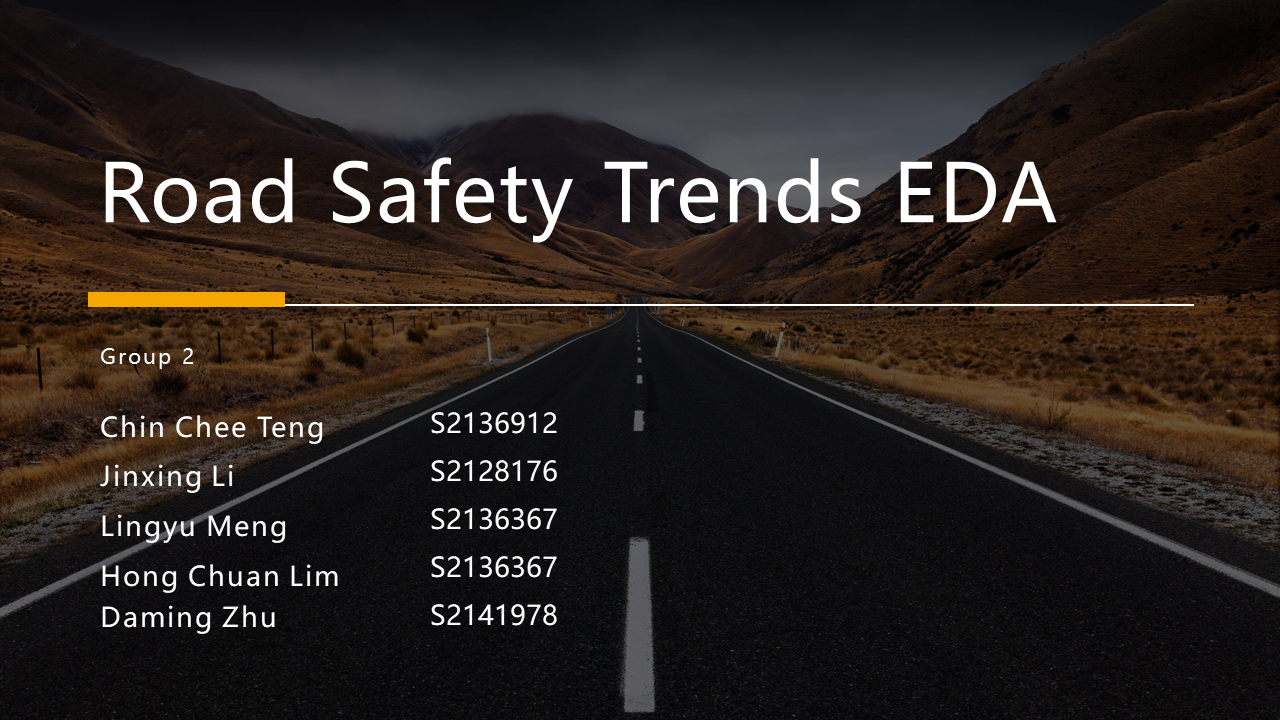 Road Safety Trends EDA
Group 2
Chin Chee Teng S2136912
Jinxing Li S2128176
Lingyu Meng S2136367
Hong Chuan Lim S2136367
Daming Zhu S2141978